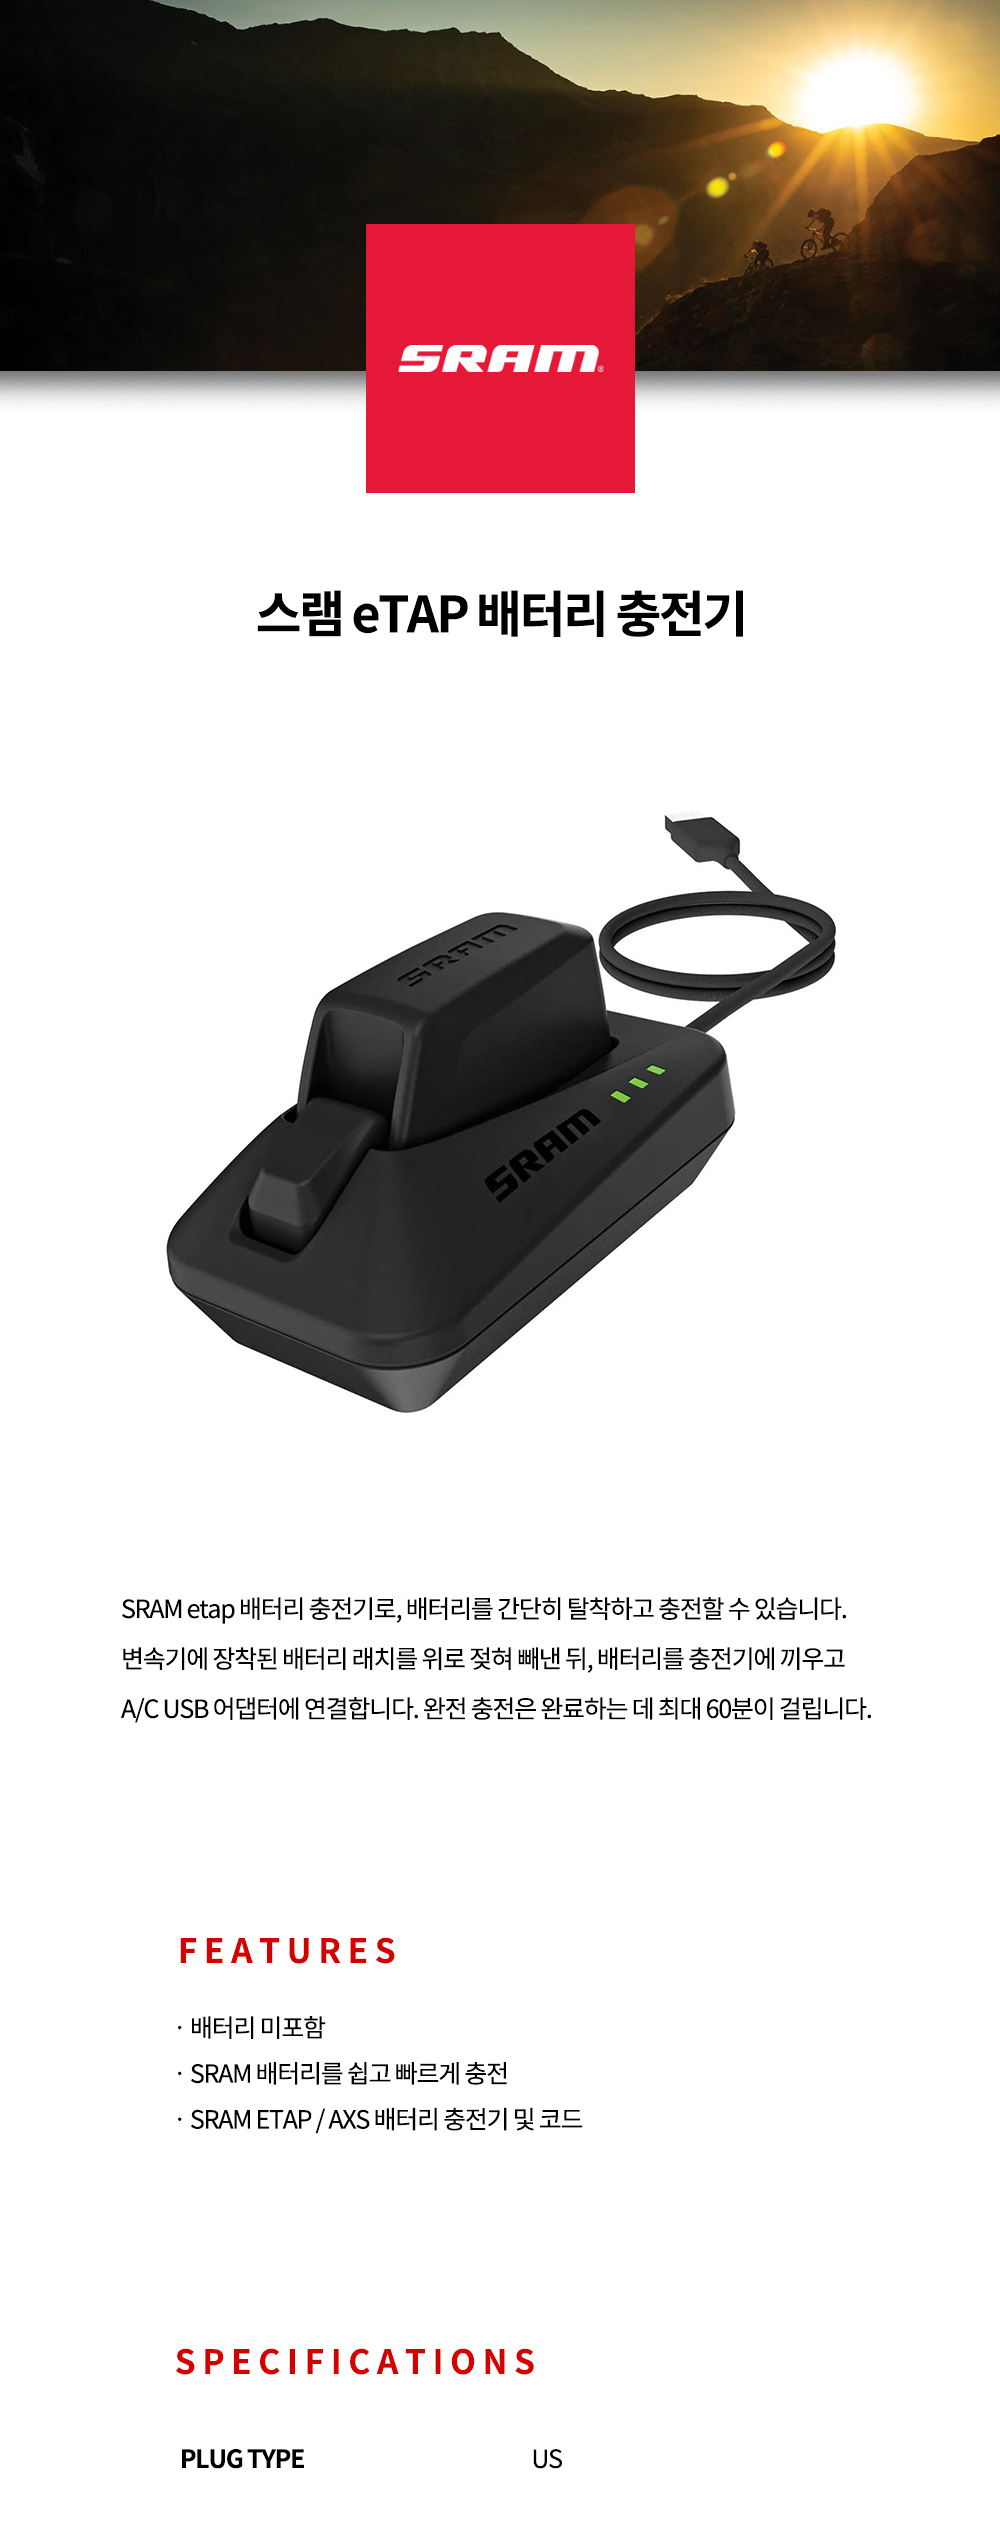 SRAM
스램 eTAP 배터리 충전기
SRAM
SRAM
SRAM etap 배터리 충전기로, 배터리를 간단히 탈착하고 충전할 수 있습니다.
변속기에 장착된 배터리 래치를 위로 젖혀 빼낸 뒤, 배터리를 충전기에 끼우고
A/C USB 어댑터에 연결합니다. 완전 충전은 완료하는 데 최대 60분이 걸립니다.
FEATURES
· 배터리 미포함
· SRAM 배터리를 쉽고 빠르게 충전
· SRAM ETAP / AXS 배터리 충전기 및 코드
SPECIFICATIONS
PLUG TYPE US